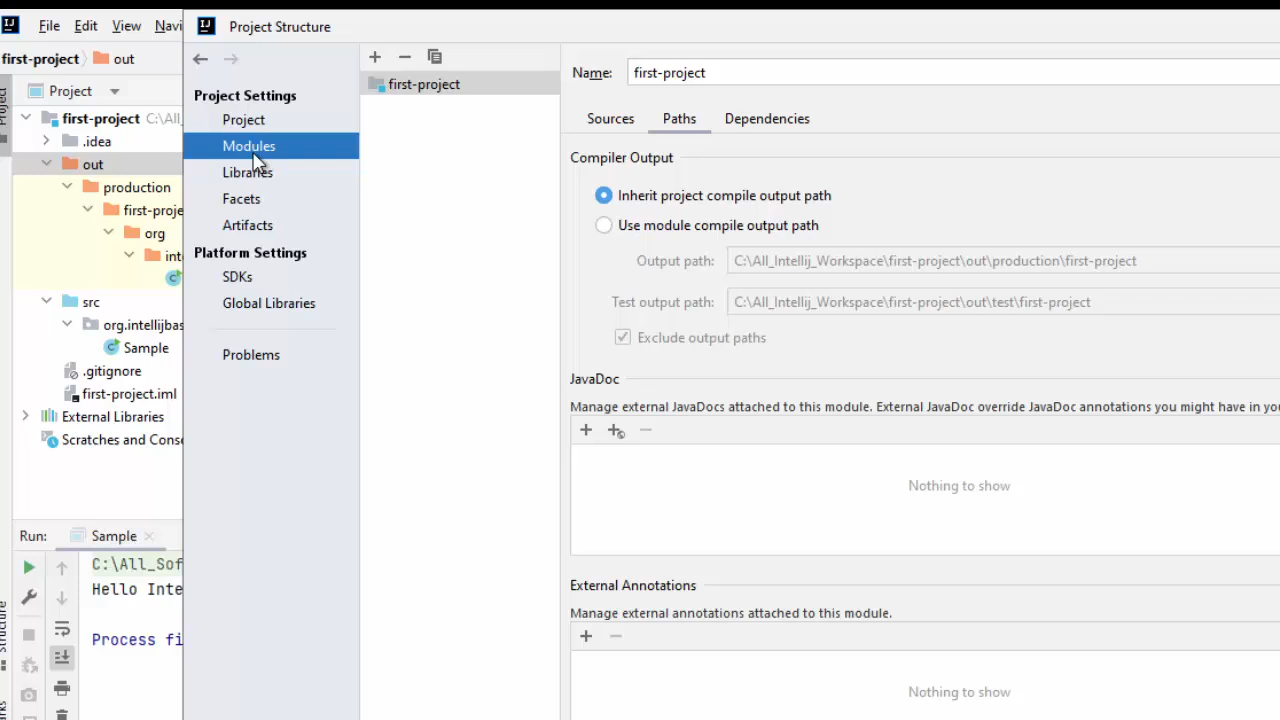 File Edit View Navi
Project Structure
first-project out
Project
first-project C:\All_
.idea
out
production
first-proje
org
int
src
org.intellijbas
Sample
.gitignore
first-project.iml
External Libraries
Scratches and Conso
Run: Sample
C:\All_Sof
Hello Inte
Process fi
Project
Structure
Project Settings
Project
Modules
Libraries
Facets
Artifacts
Platform Settings
SDKs
Global Libraries
Problems
first-project
Name: first-project
Sources Paths Dependencies
Compiler Output
Inherit project compile output path
Use module compile output path
Output path: C:\All_Intellij_Workspace\first-project\out\production\first-project
Test output path: C:\All_Intellij_Workspace\first-project\out\test\first-project
Exclude output paths
JavaDoc
Manage external JavaDocs attached to this module. External JavaDoc override JavaDoc annotations you might have in you
Nothing to show
External Annotations
Manage external annotations attached to this module.
Nothing to show